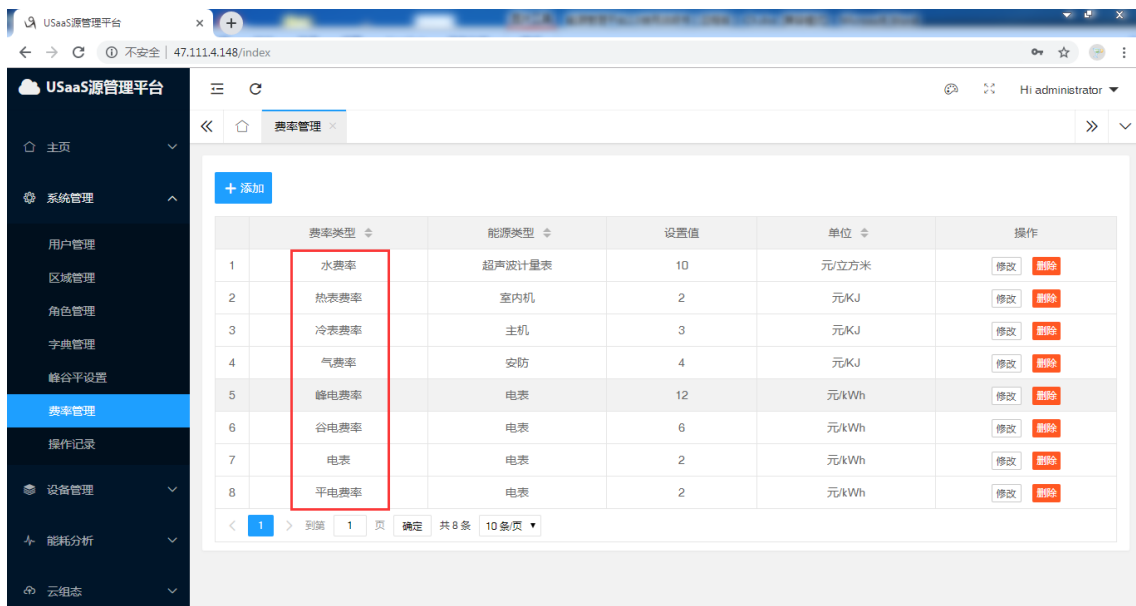 USaaS源管理平台
不安全 47.111.4.148/index
USaaS源管理平台
Hi administrator
费率管理
主页
系统管理
用户管理
区域管理
角色管理
字典管理
峰谷平设置
费率管理
操作记录
设备管理
能耗分析
云组态
添加
费率类型 能源类型 设置值 单位 操作
1 水费率 超声波计量表 10 元/立方米 修改 删除
2 热表费率 室内机 2 元/KJ 修改 删除
3 冷表费率 主机 3 元/KJ 修改 删除
4 气费率 安防 4 元/KJ 修改 删除
5 峰电费率 电表 12 元/kWh 修改 删除
6 谷电费率 电表 6 元/kWh 修改 删除
7 电表 电表 2 元/kWh 修改 删除
8 平电费率 电表 2 元/kWh 修改 删除
1 到第 1 页 确定 共 8 条 10 条/页